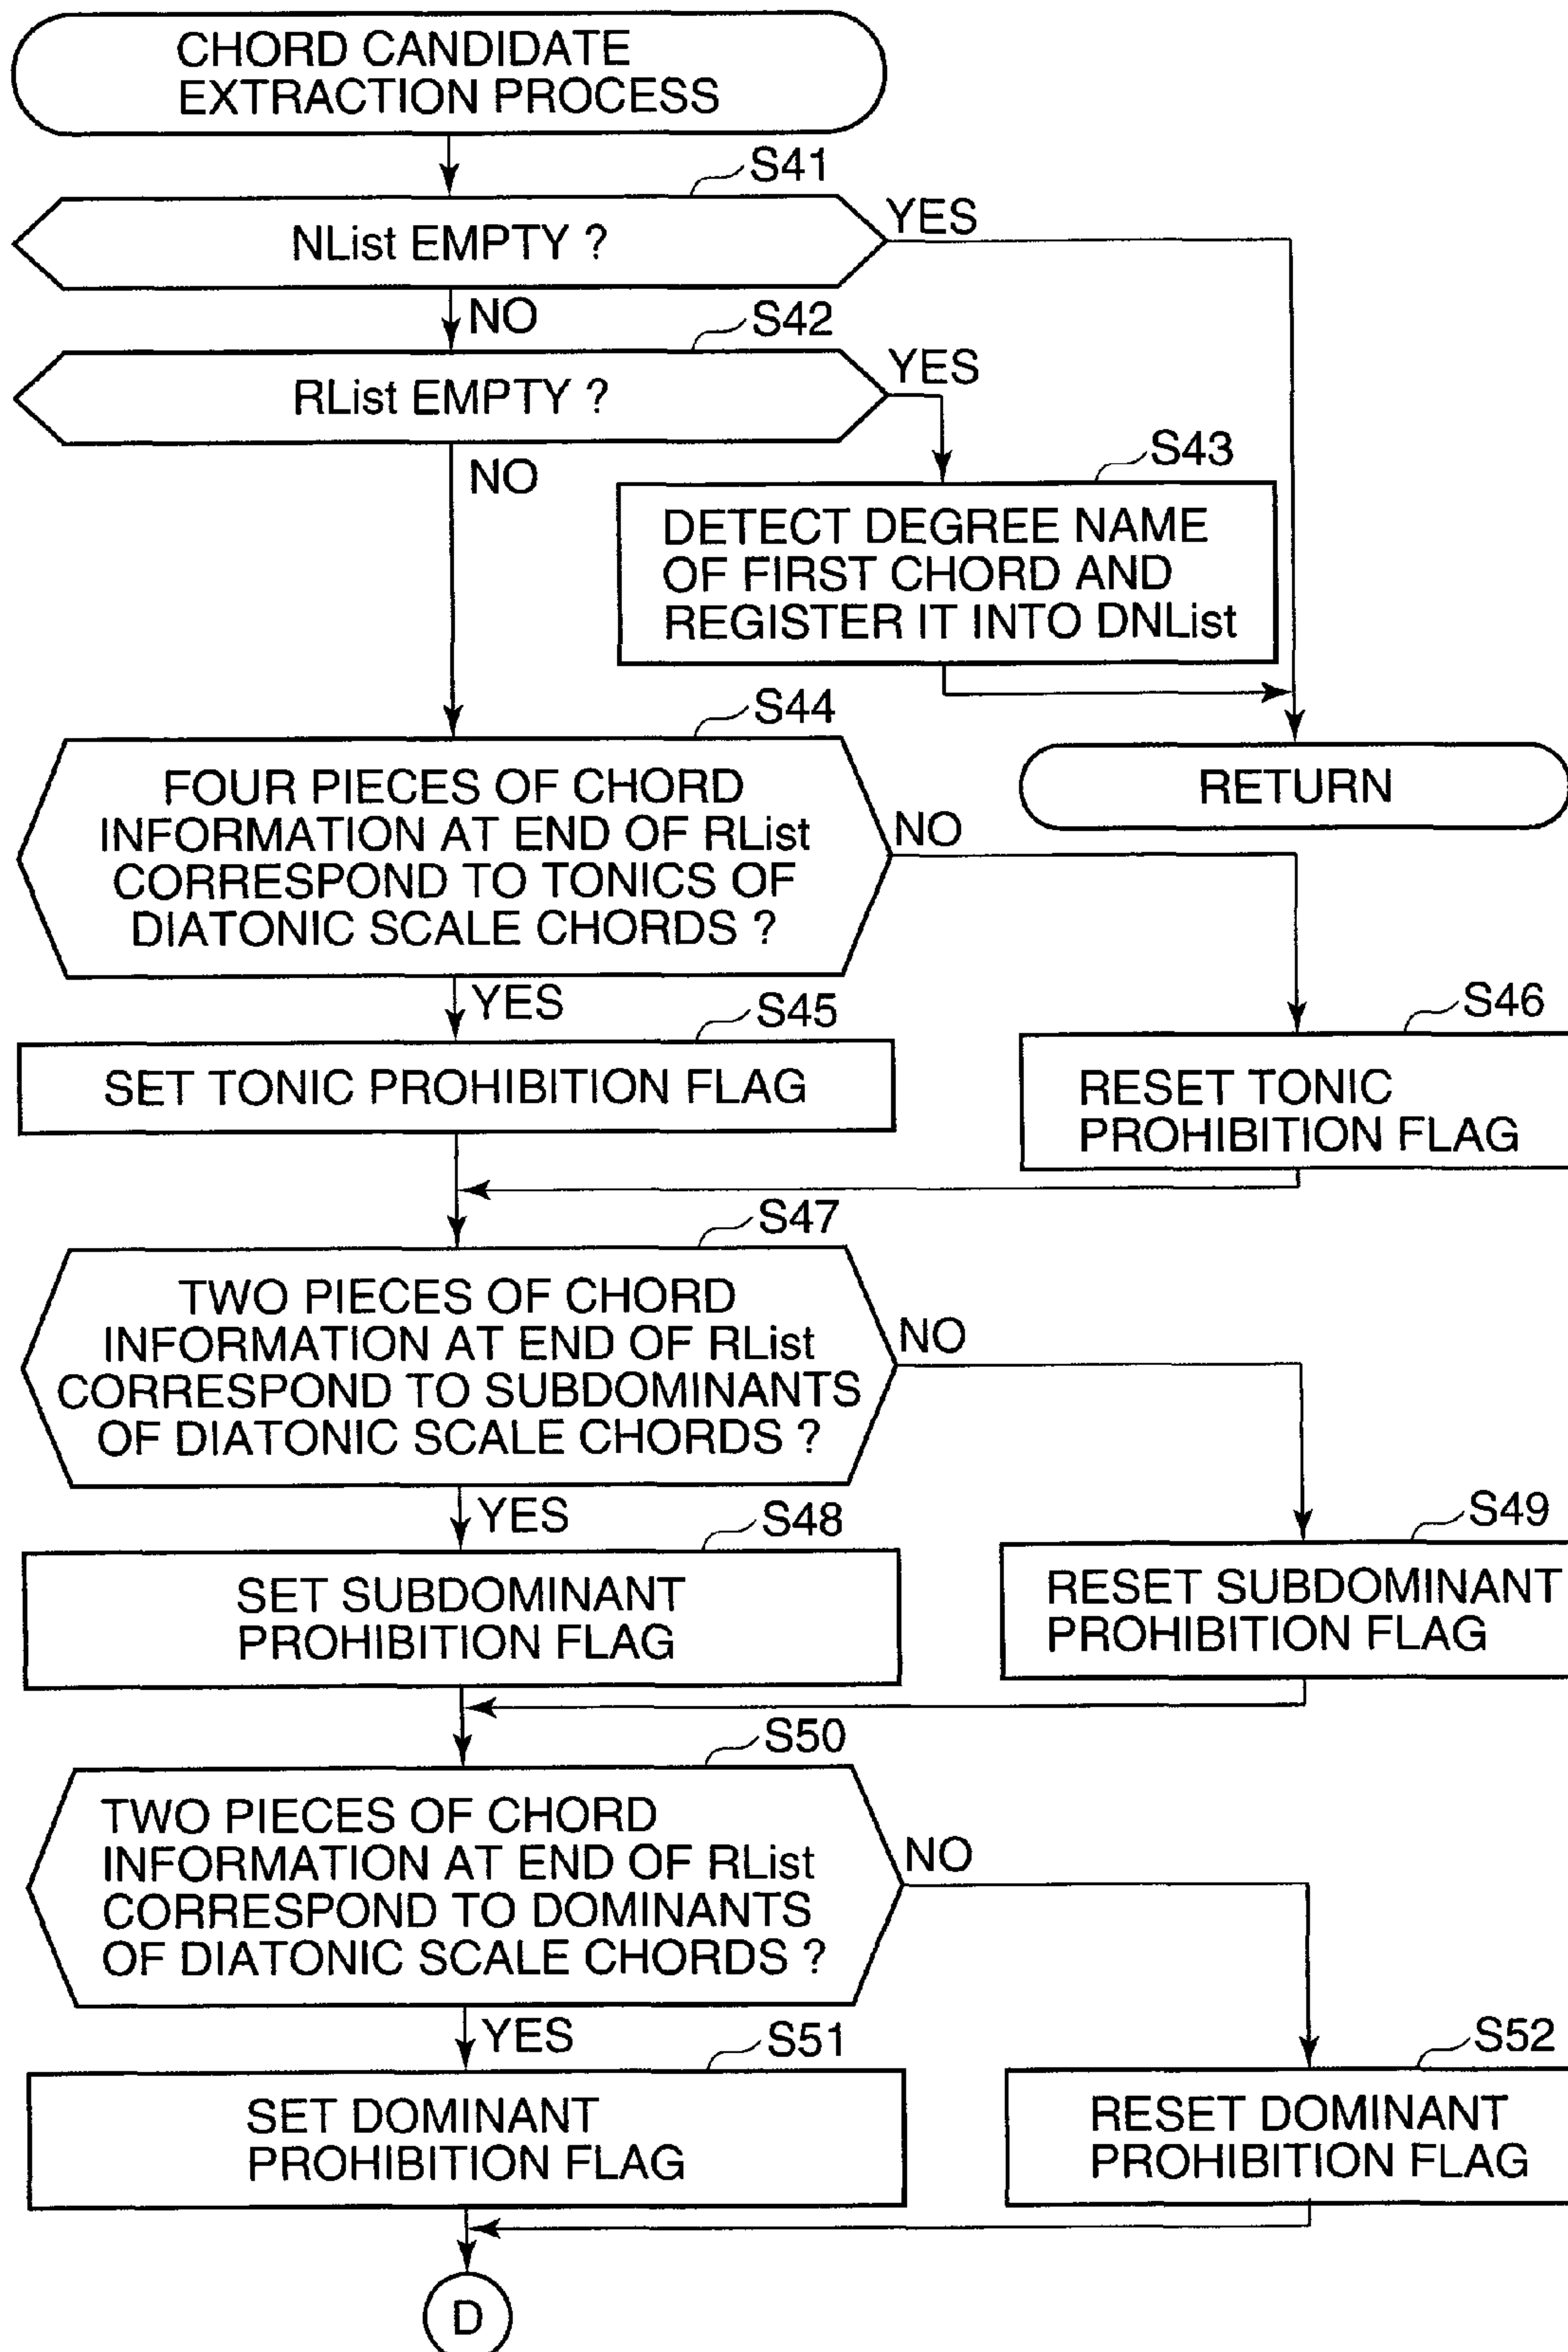 CHORD CANDIDATE
EXTRACTION PROCESS
S41
NList EMPTY ?
YES
NO
S42
RList EMPTY ?
YES
NO
S43
DETECT DEGREE NAME
OF FIRST CHORD AND
REGISTER IT INTO DNList
S44
FOUR PIECES OF CHORD
INFORMATION AT END OF RList
CORRESPOND TO TONICS OF
DIATONIC SCALE CHORDS ?
NO
RETURN
YES
S45
SET TONIC PROHIBITION FLAG
S46
RESET TONIC
PROHIBITION FLAG
S47
TWO PIECES OF CHORD
INFORMATION AT END OF RList
CORRESPOND TO SUBDOMINANTS
OF DIATONIC SCALE CHORDS ?
NO
YES
S48
SET SUBDOMINANT
PROHIBITION FLAG
S49
RESET SUBDOMINANT
PROHIBITION FLAG
S50
TWO PIECES OF CHORD
INFORMATION AT END OF RList
CORRESPOND TO DOMINANTS
OF DIATONIC SCALE CHORDS ?
NO
YES
S51
SET DOMINANT
PROHIBITION FLAG
S52
RESET DOMINANT
PROHIBITION FLAG
D